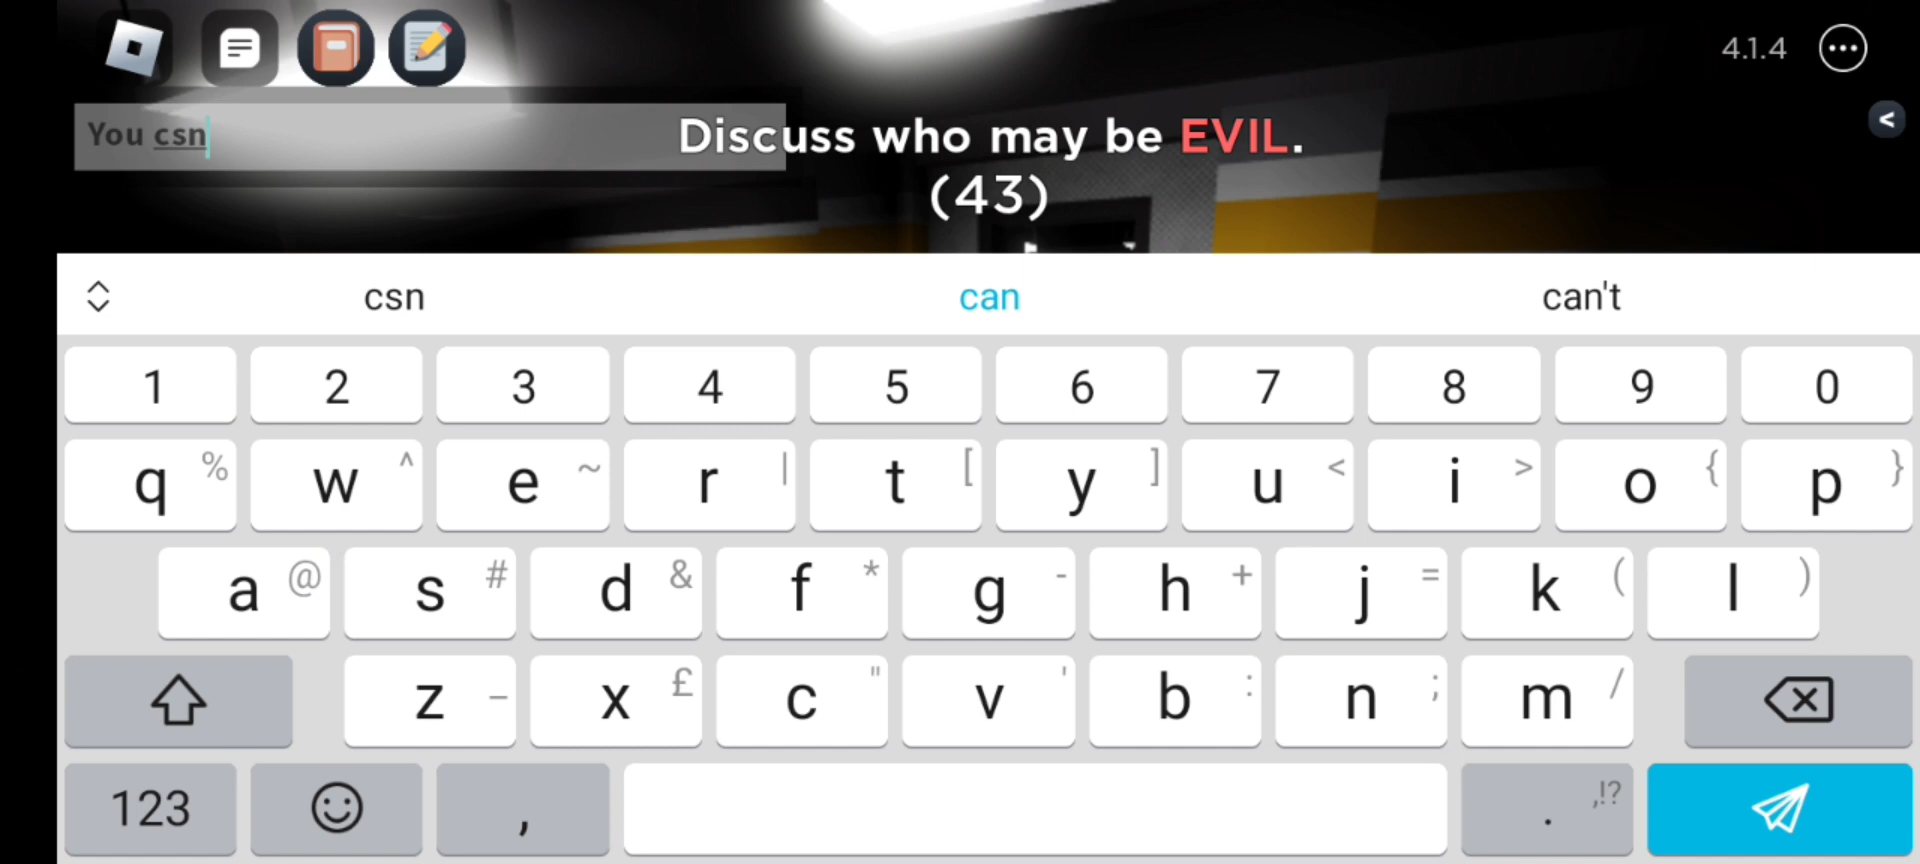 4.1.4
You csn
Discuss who may be EVIL.
(43)
<
csn can can't
1 2 3 4 5 6 7 8 9 0
q % w ^ e ~ r | t [ y ] u < i > o { p }
a @ s # d & f * g - h + j = k ( l )
z _ x £ c " v ' b : n ; m /
123 , . ,!?